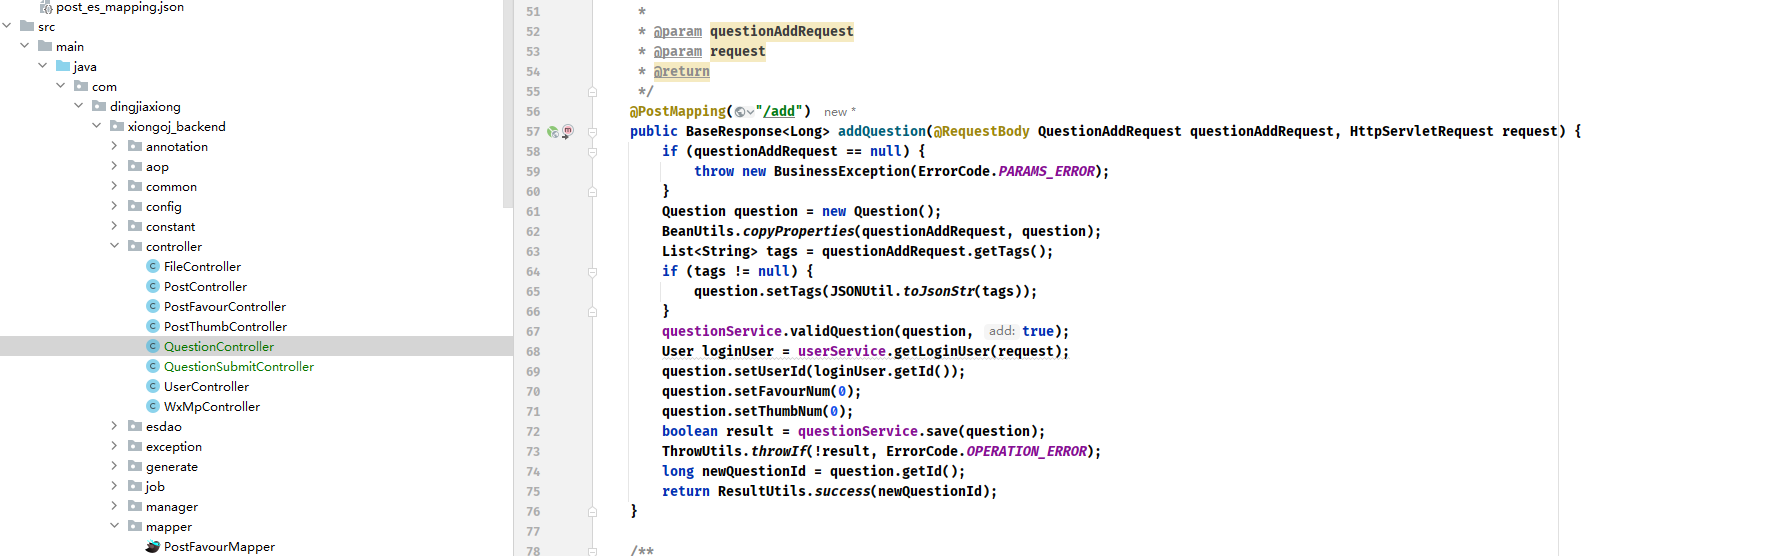 post_es_mapping.json
src
main
java
com
dingjiaxiong
xiongoj_backend
annotation
aop
common
config
constant
controller
FileController
PostController
PostFavourController
PostThumbController
QuestionController
QuestionSubmitController
UserController
WxMpController
esdao
exception
generate
job
manager
mapper
PostFavourMapper
51 *
52 * @param questionAddRequest
53 * @param request
54 * @return
55 */
56 @PostMapping("/add") new *
57 public BaseResponse<Long> addQuestion(@RequestBody QuestionAddRequest questionAddRequest, HttpServletRequest request) {
58 if (questionAddRequest == null) {
59 throw new BusinessException(ErrorCode.PARAMS_ERROR);
60 }
61 Question question = new Question();
62 BeanUtils.copyProperties(questionAddRequest, question);
63 List<String> tags = questionAddRequest.getTags();
64 if (tags != null) {
65 question.setTags(JSONUtil.toJsonStr(tags));
66 }
67 questionService.validQuestion(question, add: true);
68 User loginUser = userService.getLoginUser(request);
69 question.setUserId(loginUser.getId());
70 question.setFavourNum(0);
71 question.setThumbNum(0);
72 boolean result = questionService.save(question);
73 ThrowUtils.throwIf(!result, ErrorCode.OPERATION_ERROR);
74 long newQuestionId = question.getId();
75 return ResultUtils.success(newQuestionId);
76 }
77
78 /**